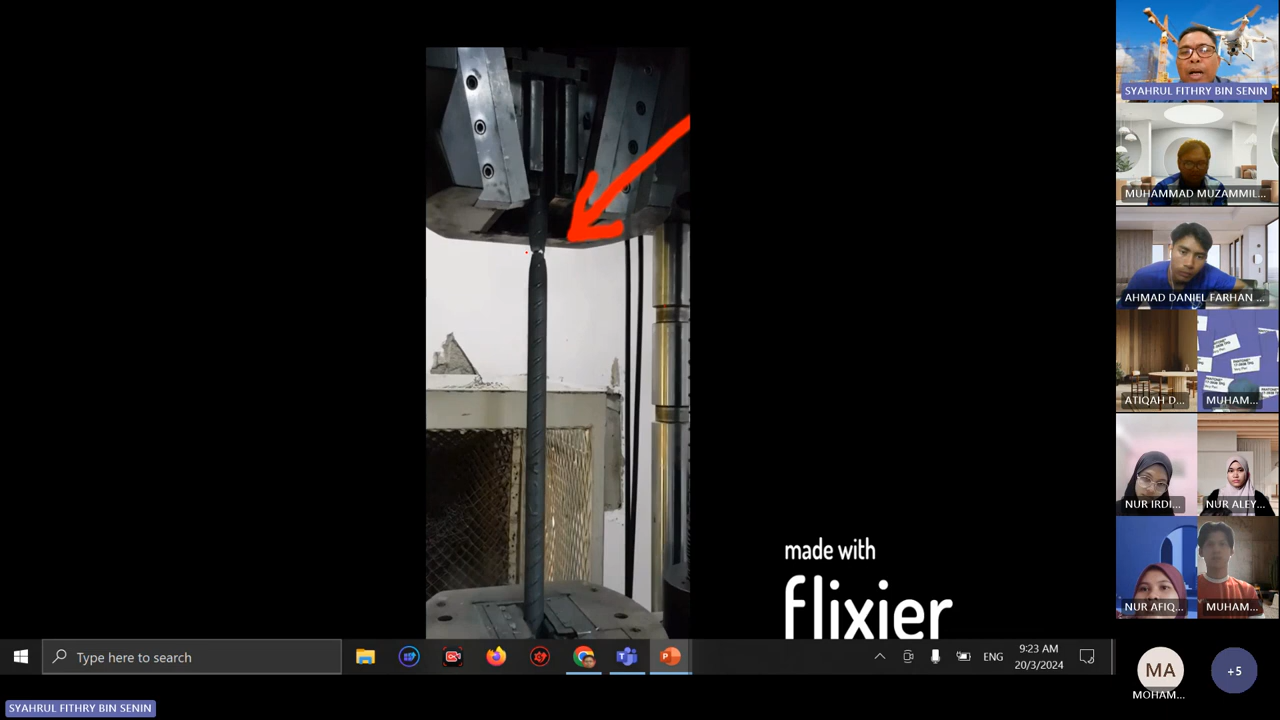 SYAHRUL FITHRY BIN SENIN
MUHAMMAD MUZAMMIL...
AHMAD DANIEL FARHAN ...
ATIQAH D...
MUHAM...
NUR IRDI...
NUR ALEY...
NUR AFIQ...
MUHAM...
made with
flixier
Type here to search
ENG
9:23 AM
20/3/2024
MA
MOHAM...
+5
SYAHRUL FITHRY BIN SENIN